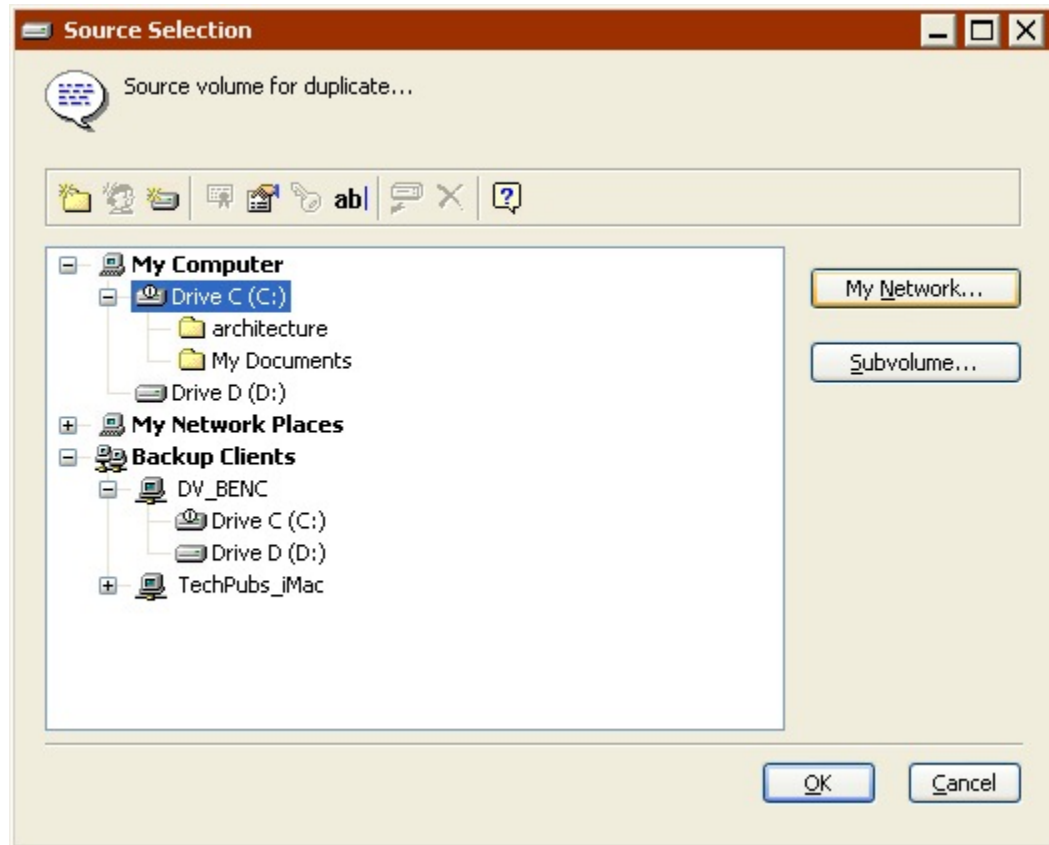 Source Selection
Source volume for duplicate...
ab|
My Computer
Drive C (C:)
architecture
My Documents
Drive D (D:)
My Network Places
Backup Clients
DV_BENC
Drive C (C:)
Drive D (D:)
TechPubs_iMac
My Network...
Subvolume...
OK
Cancel